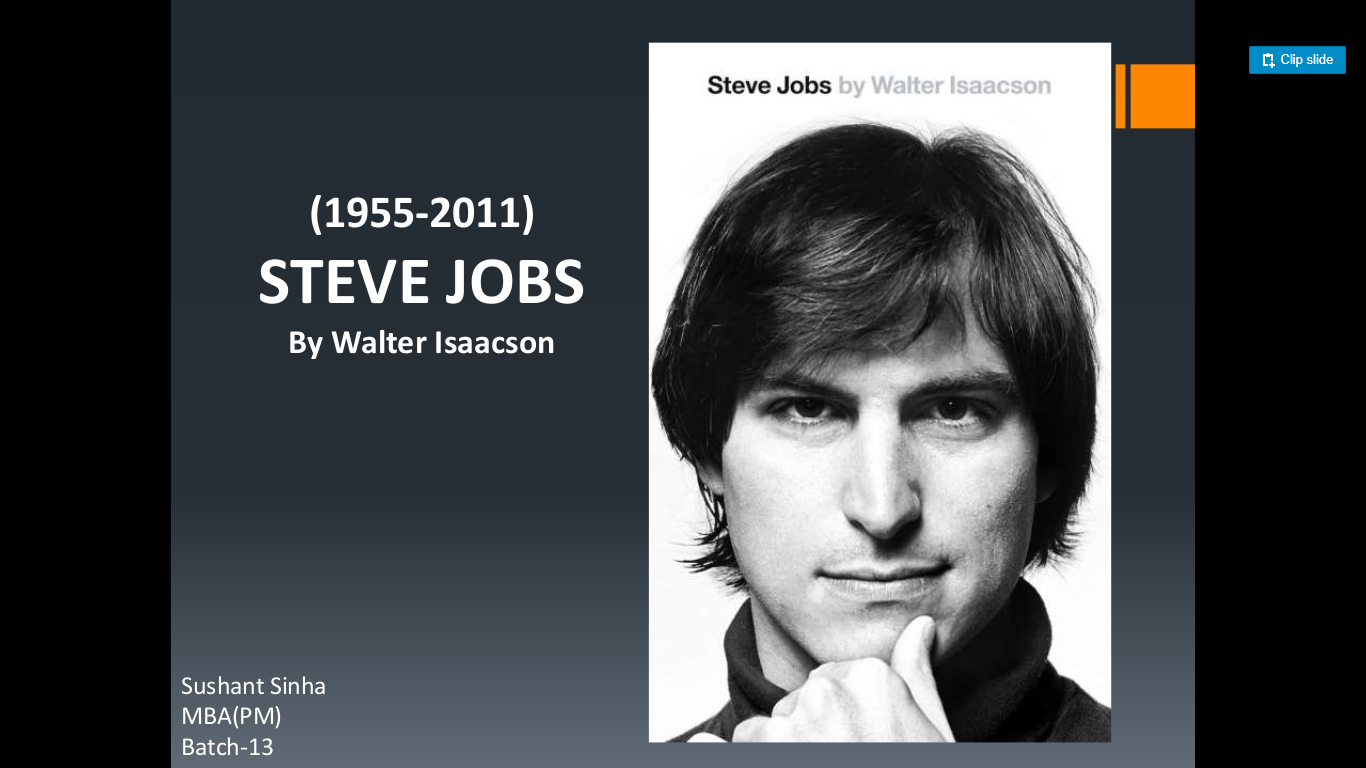 Steve Jobs by Walter Isaacson
Clip slide
(1955-2011)
STEVE JOBS
By Walter Isaacson
Sushant Sinha
MBA(PM)
Batch-13